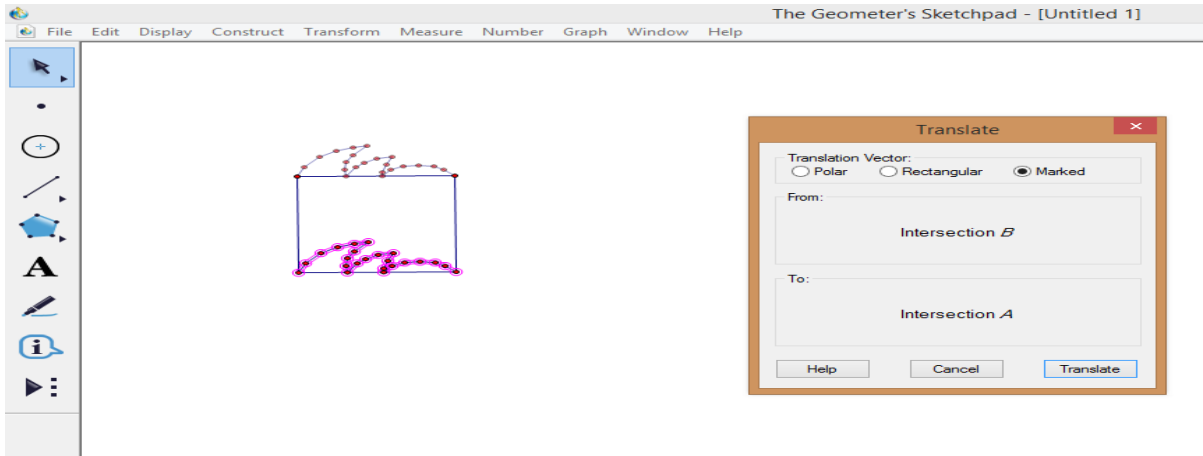 The Geometer's Sketchpad - [Untitled 1]
File Edit Display Construct Transform Measure Number Graph Window Help
A
i
Translate
Translation Vector:
Polar Rectangular Marked
From:
Intersection B
To:
Intersection A
Help Cancel Translate